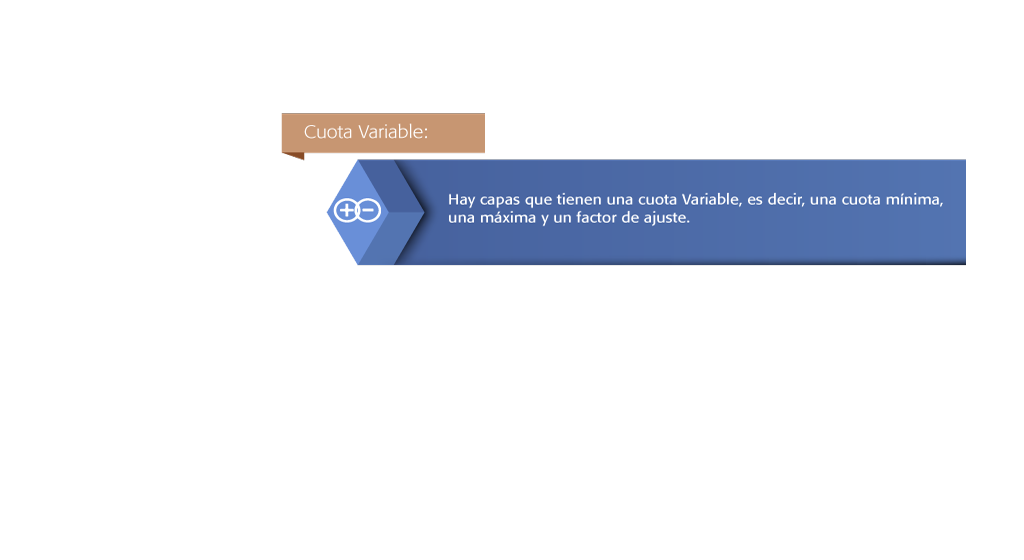 Cuota Variable:
Hay capas que tienen una cuota Variable, es decir, una cuota mínima,
una máxima y un factor de ajuste.